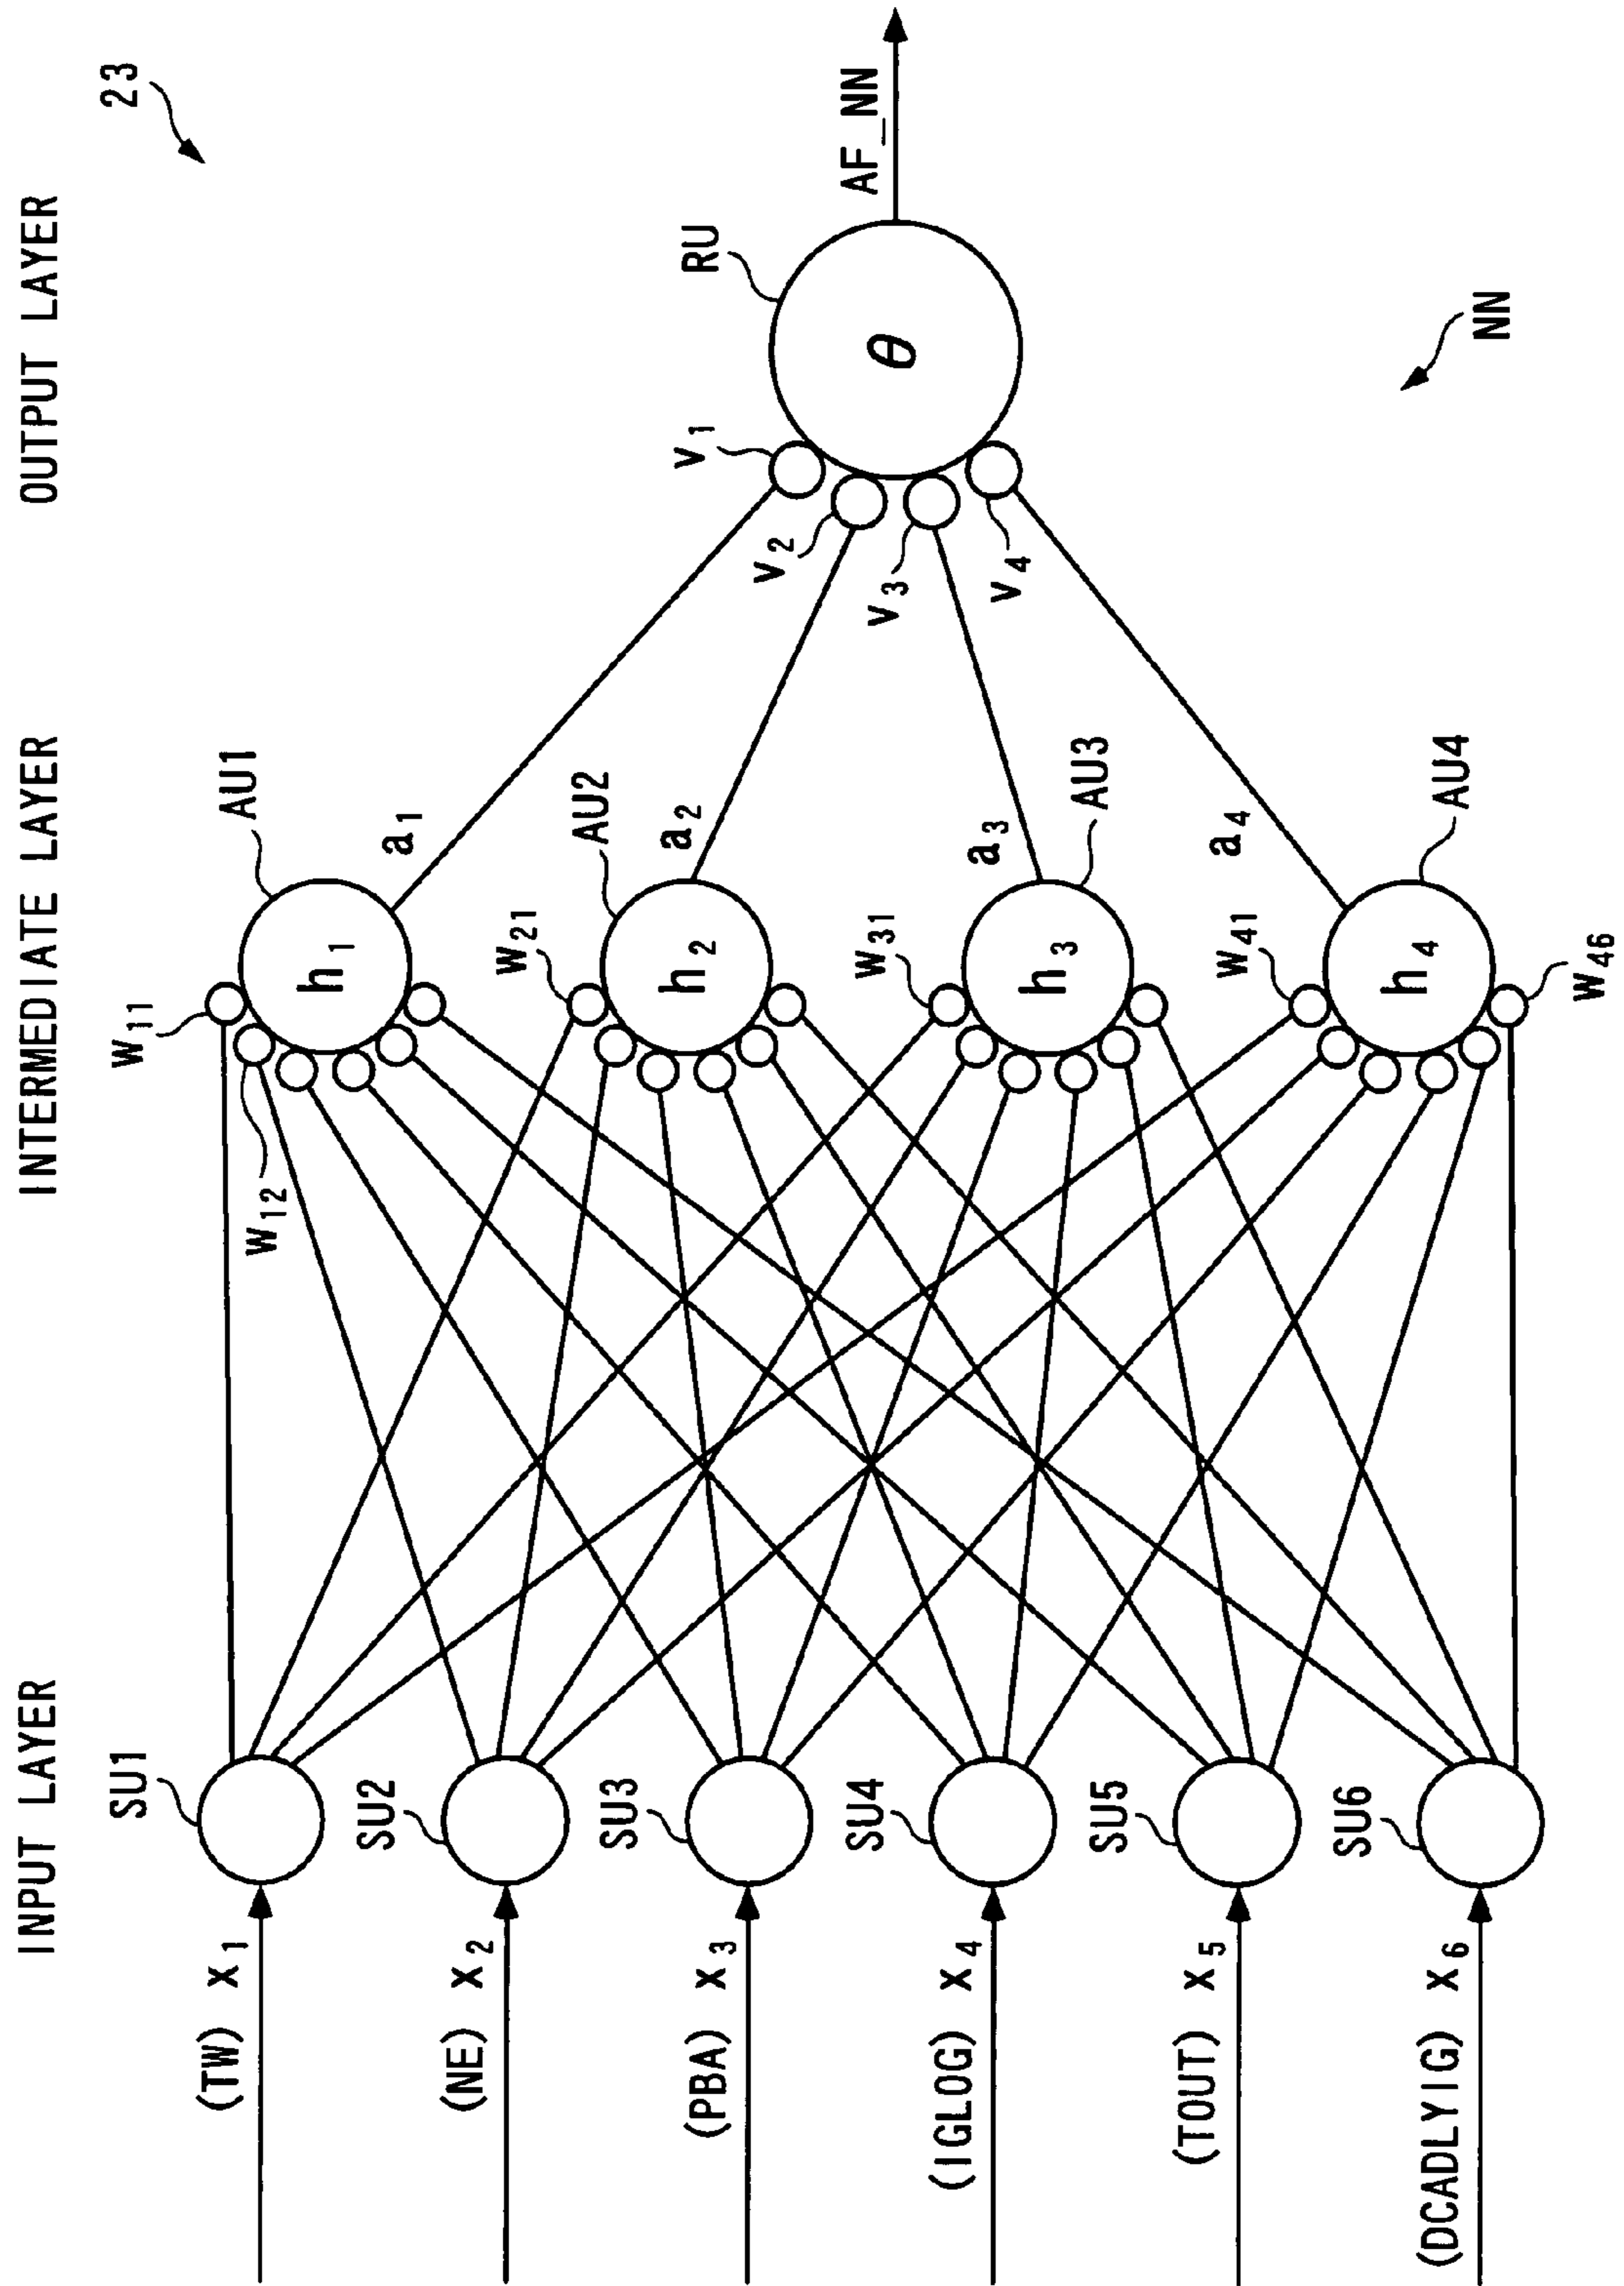 23
INPUT LAYER
INTERMEDIATE LAYER
OUTPUT LAYER
(TW) x1
(NE) x2
(PBA) x3
(IGLOG) x4
(TOUT) x5
(DCADLYIG) x6
SU1
SU2
SU3
SU4
SU5
SU6
W11
W12
W21
W31
W41
W46
AU1
AU2
AU3
AU4
h1
h2
h3
h4
a1
a2
a3
a4
V1
V2
V3
V4
RU
θ
AF_NN
NN